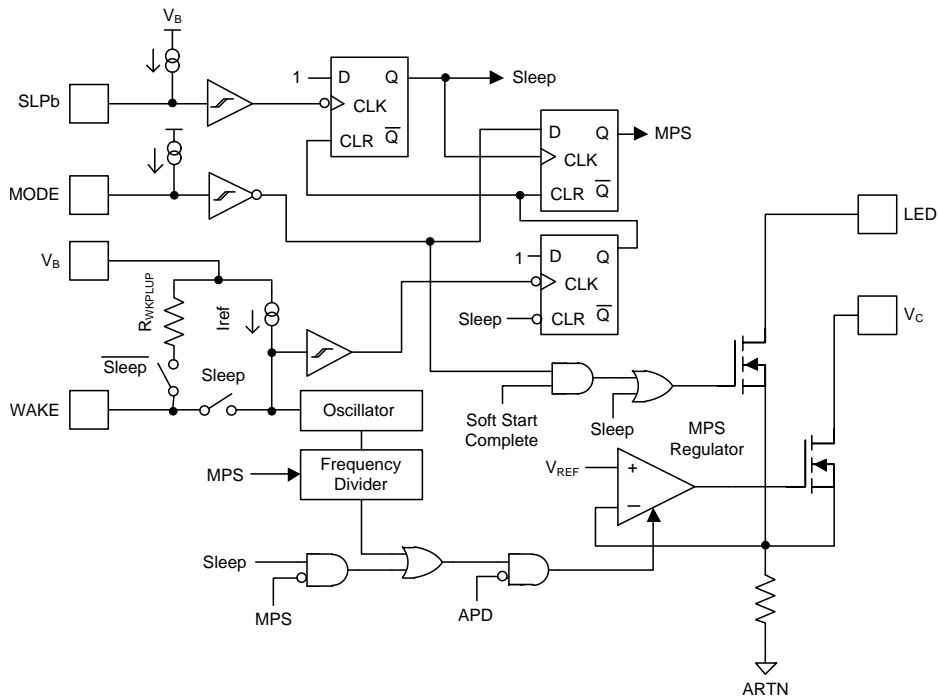 VB
SLPb
1
D
Q
CLK
CLR
Q
Sleep
D
Q
CLK
CLR
Q
MPS
MODE
VB
RWKPLUP
Iref
Sleep
Sleep
WAKE
1
D
Q
CLK
CLR
Q
Sleep
LED
VC
Oscillator
Frequency
Divider
MPS
Soft Start
Complete
Sleep
MPS
Regulator
VREF
+
−
Sleep
MPS
APD
ARTN